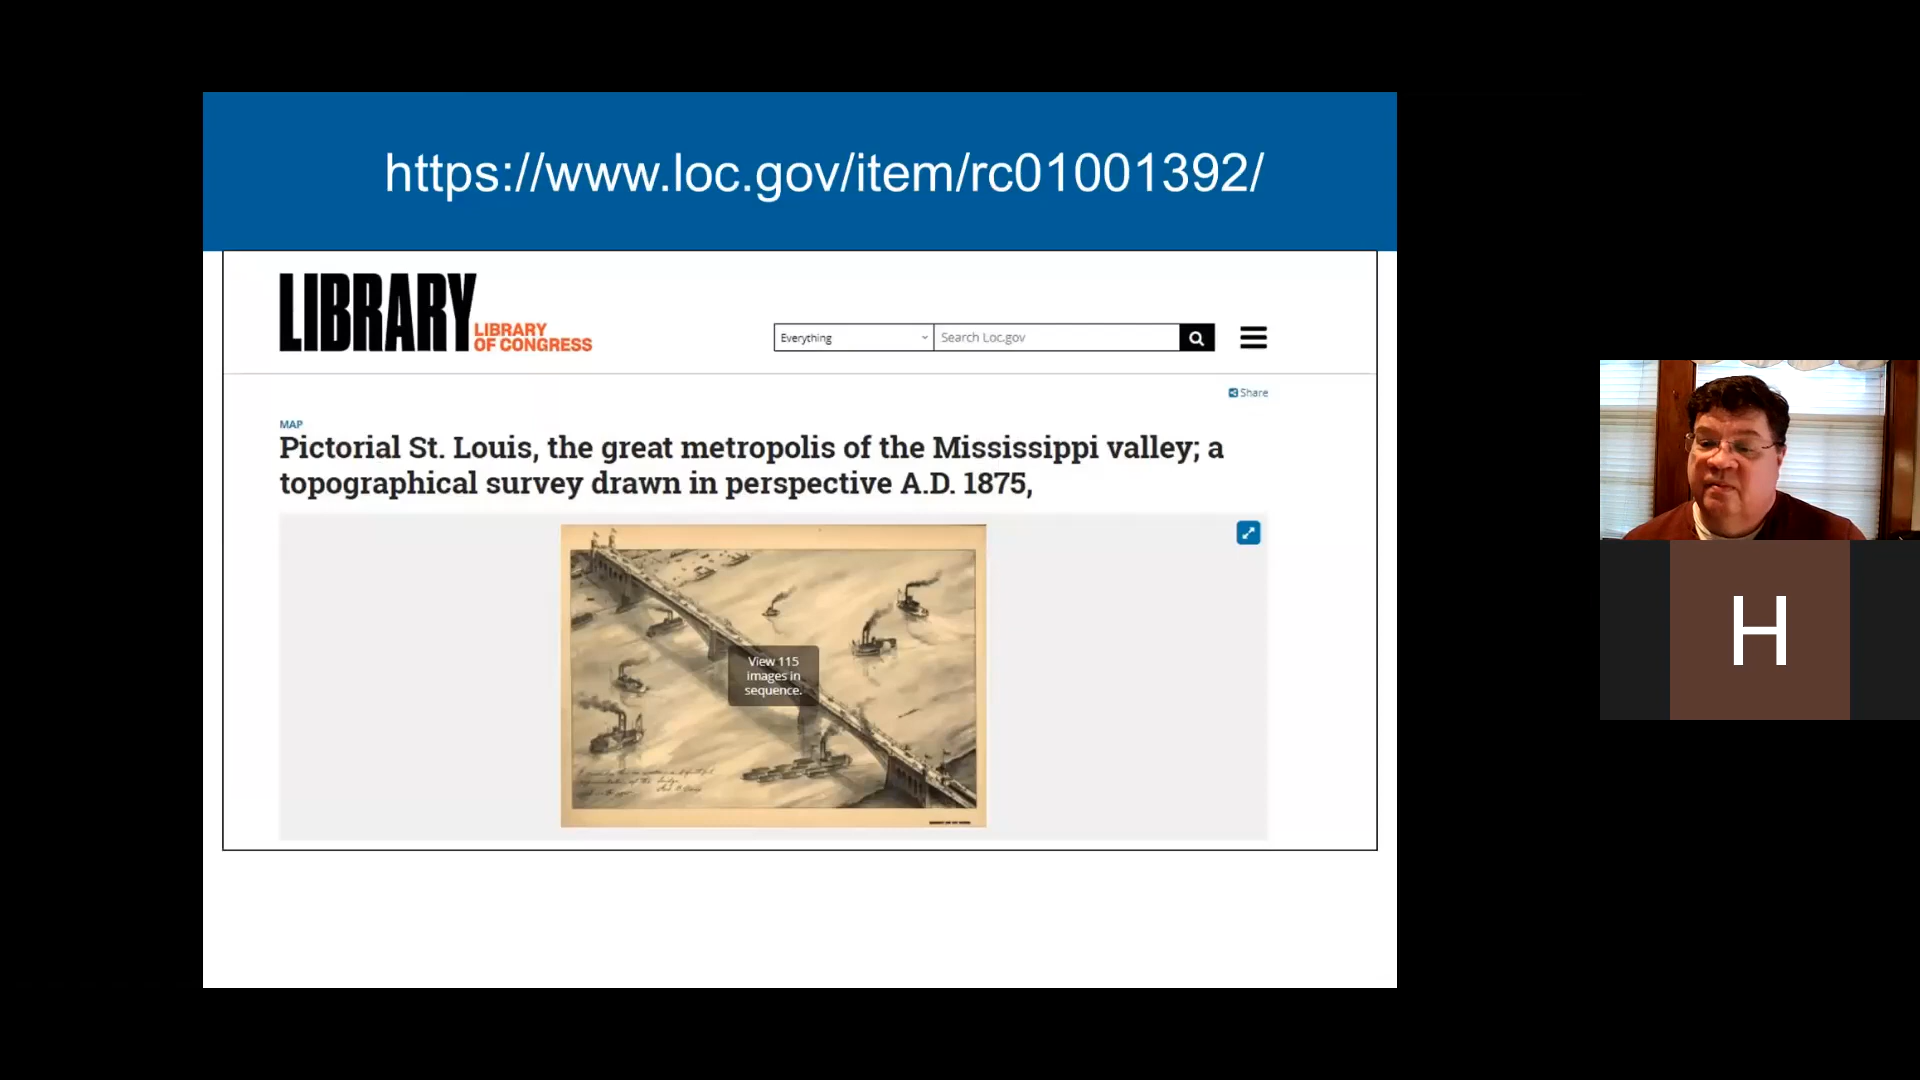 https://www.loc.gov/item/rc01001392/
LIBRARY
LIBRARY
OF CONGRESS
Everything
Search Loc.gov
Share
MAP
Pictorial St. Louis, the great metropolis of the Mississippi valley; a
topographical survey drawn in perspective A.D. 1875,
View 115
images in
sequence.
H